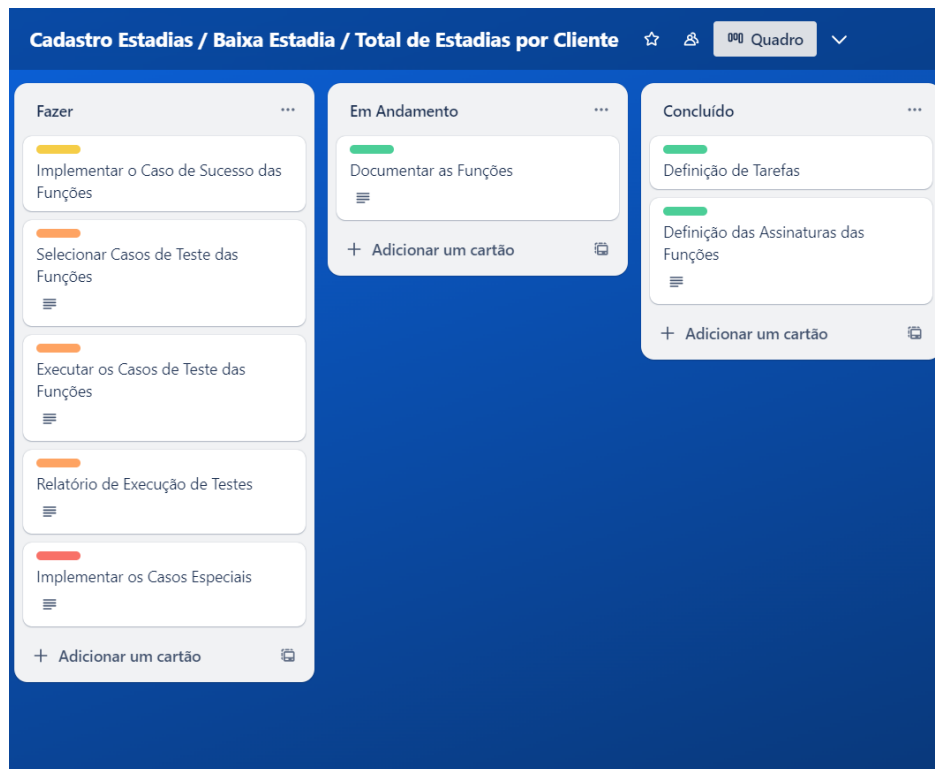 Cadastro Estadias / Baixa Estadia / Total de Estadias por Cliente
Quadro
Fazer
Implementar o Caso de Sucesso das
Funções
Selecionar Casos de Teste das
Funções
Executar os Casos de Teste das
Funções
Relatório de Execução de Testes
Implementar os Casos Especiais
Adicionar um cartão
Em Andamento
Documentar as Funções
Adicionar um cartão
Concluído
Definição de Tarefas
Definição das Assinaturas das
Funções
Adicionar um cartão